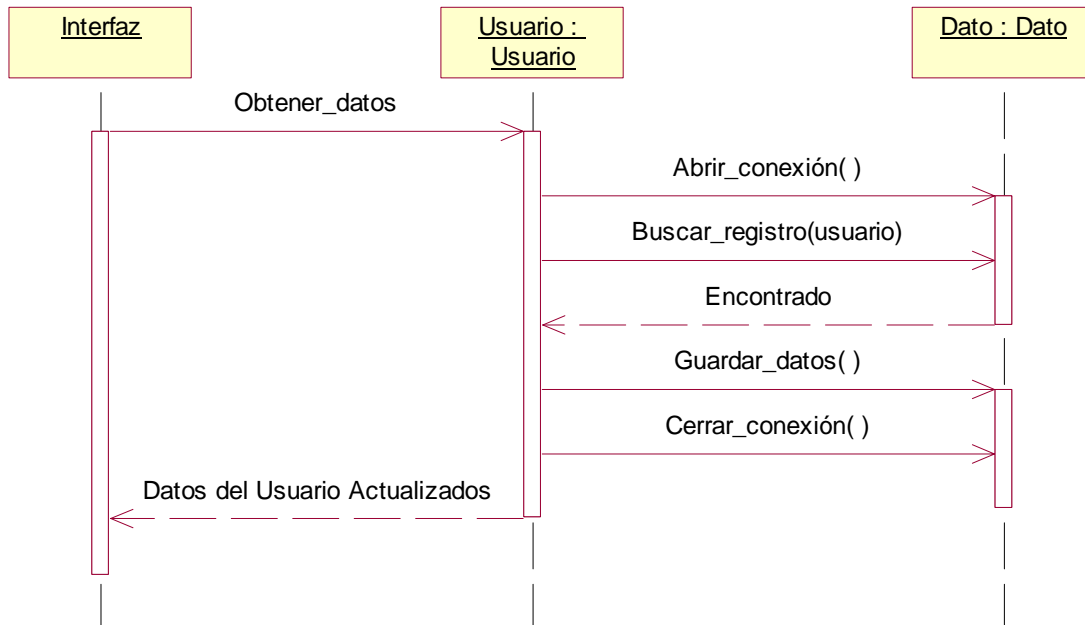 Interfaz
Usuario :
Usuario
Dato : Dato
Obtener_datos
Abrir_conexión( )
Buscar_registro(usuario)
Encontrado
Guardar_datos( )
Cerrar_conexión( )
Datos del Usuario Actualizados